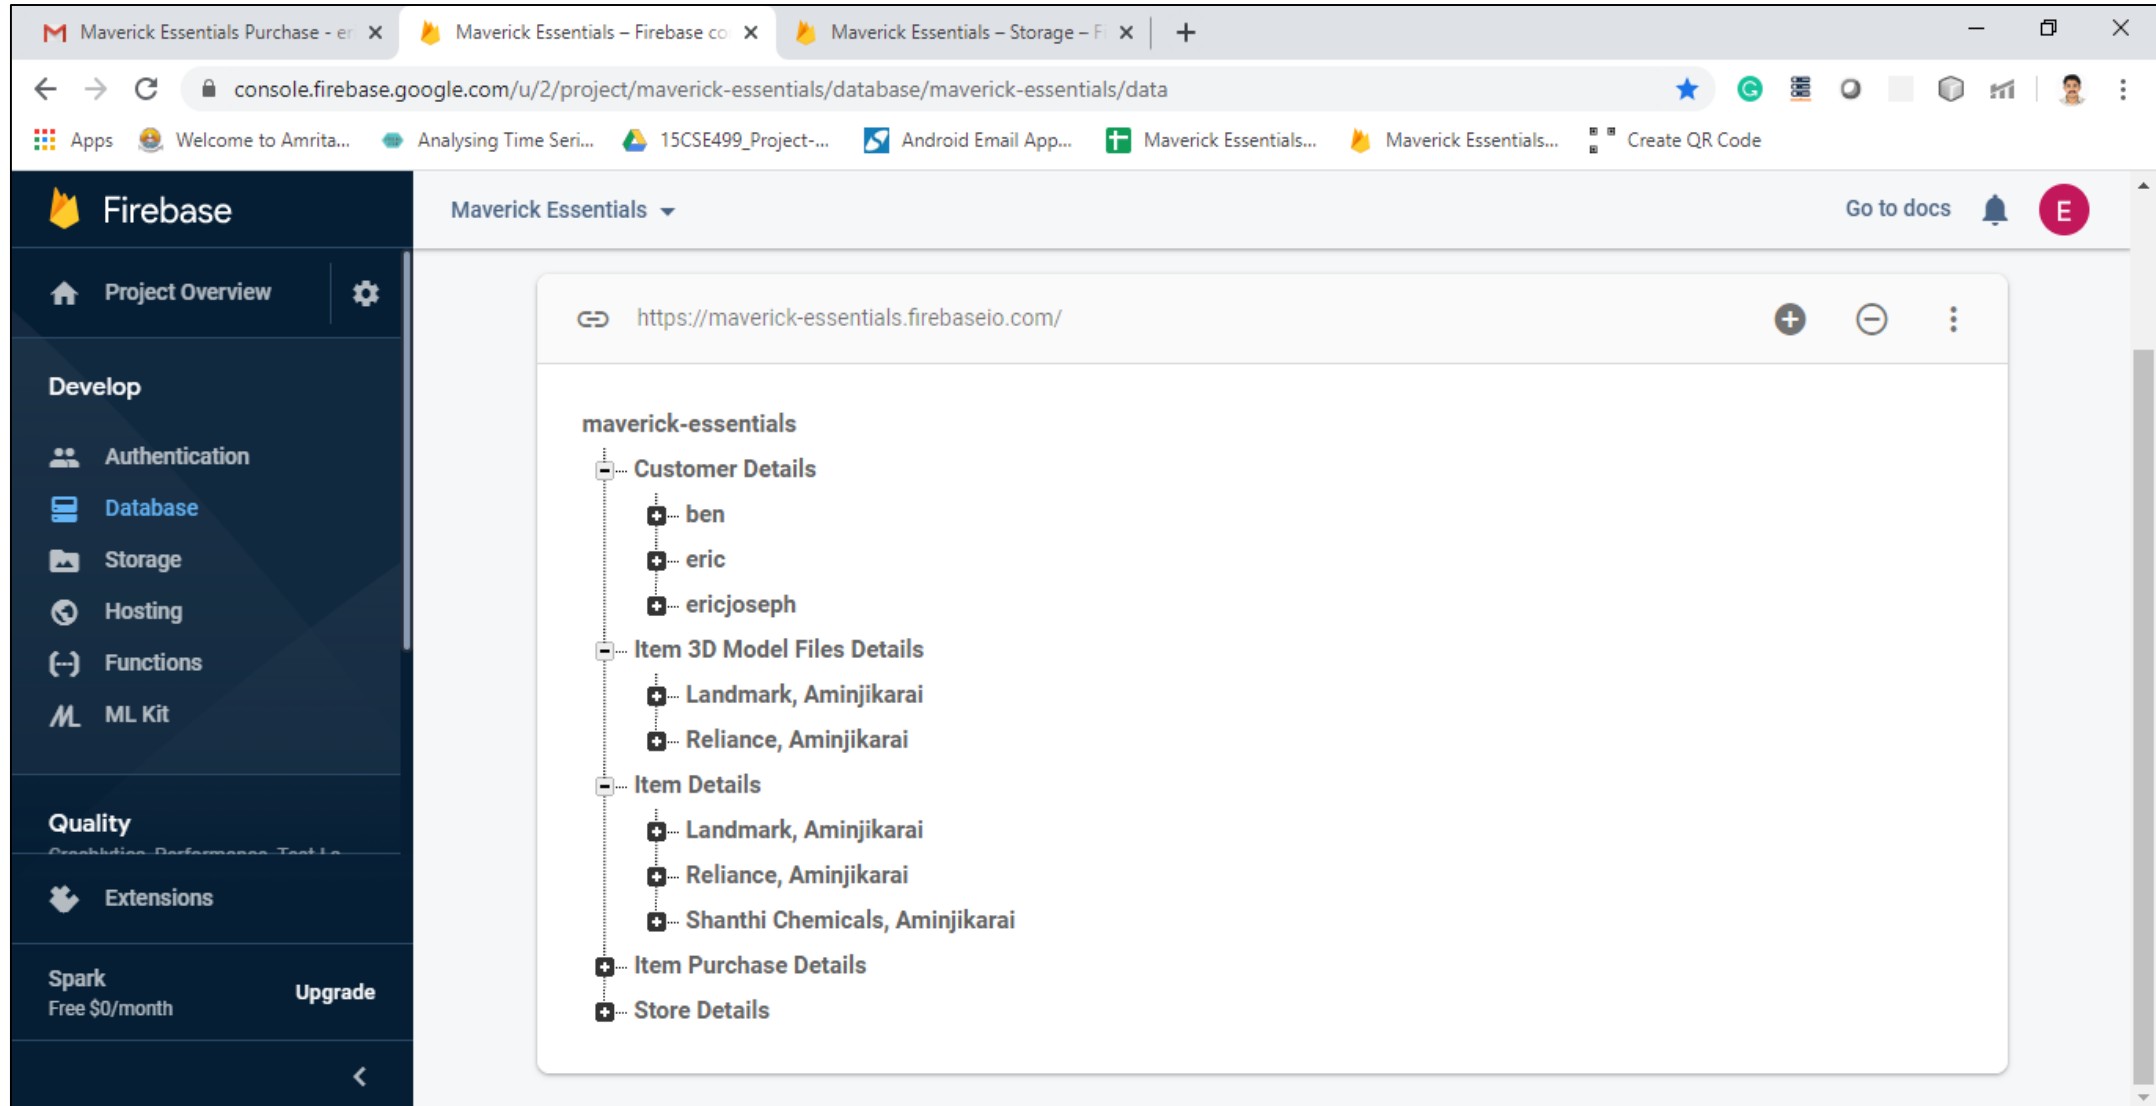 Maverick Essentials Purchase - er
Maverick Essentials – Firebase co
Maverick Essentials – Storage – F
console.firebase.google.com/u/2/project/maverick-essentials/database/maverick-essentials/data
Apps
Welcome to Amrita...
Analysing Time Seri...
15CSE499_Project-...
Android Email App...
Maverick Essentials...
Maverick Essentials...
Create QR Code
Firebase
Maverick Essentials
Go to docs
E
Project Overview
https://maverick-essentials.firebaseio.com/
Develop
Authentication
Database
Storage
Hosting
Functions
ML Kit
Quality
Crashlytics, Performance, Test La...
Extensions
Spark
Free $0/month
Upgrade
maverick-essentials
Customer Details
ben
eric
ericjoseph
Item 3D Model Files Details
Landmark, Aminjikarai
Reliance, Aminjikarai
Item Details
Landmark, Aminjikarai
Reliance, Aminjikarai
Shanthi Chemicals, Aminjikarai
Item Purchase Details
Store Details